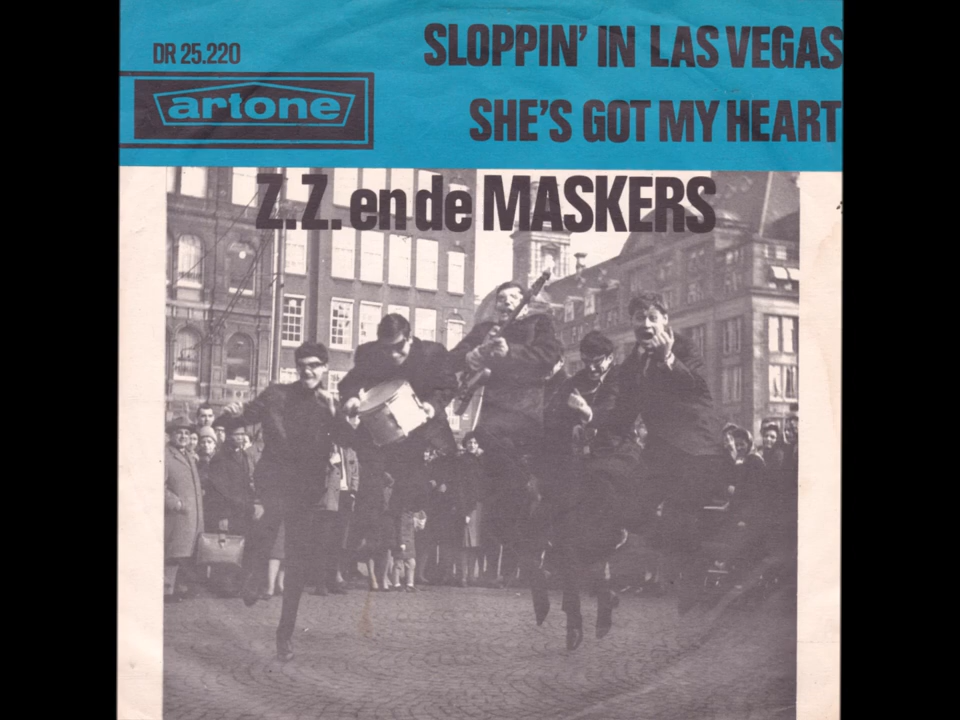 DR 25.220
artone
SLOPPIN' IN LAS VEGAS
SHE'S GOT MY HEART
Z.Z. en de MASKERS